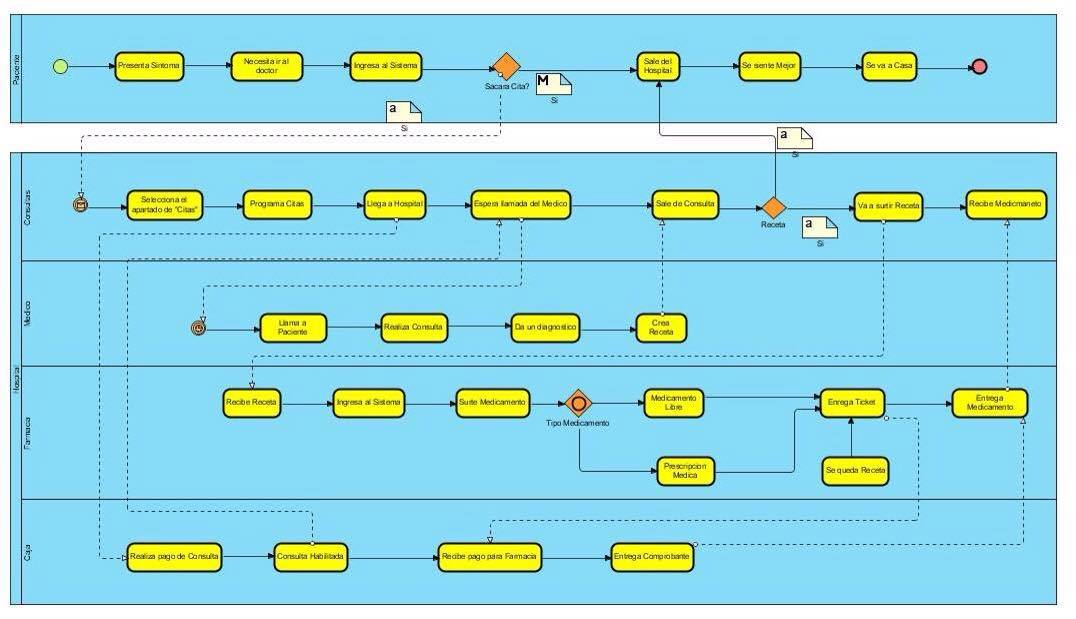 Paciente
Presenta Sintoma
Necesita ir al
doctor
Ingresa al Sistema
Sacara Cita?
M
Si
a
Si
Sale del
Hospital
Se siente Mejor
Se va a Casa
a
Si
Hospital
Consultas
Selecciona el
apartado de "Citas"
Programa Citas
Llega a Hospital
Espera llamada del Medico
Sale de Consulta
Receta
a
Si
Va a surtir Receta
Recibe Medicmaneto
Medico
Llama a
Paciente
Realiza Consulta
Da un diagnostico
Crea
Receta
Farmacia
Recibe Receta
Ingresa al Sistema
Surte Medicamento
Tipo Medicamento
Medicamento
Libre
Prescripcion
Medica
Enrega Ticket
Se queda Receta
Entrega
Medicamento
Caja
Realiza pago de Consulta
Consulta Habilitada
Recibe pago para Farmacia
Entrega Comprobante